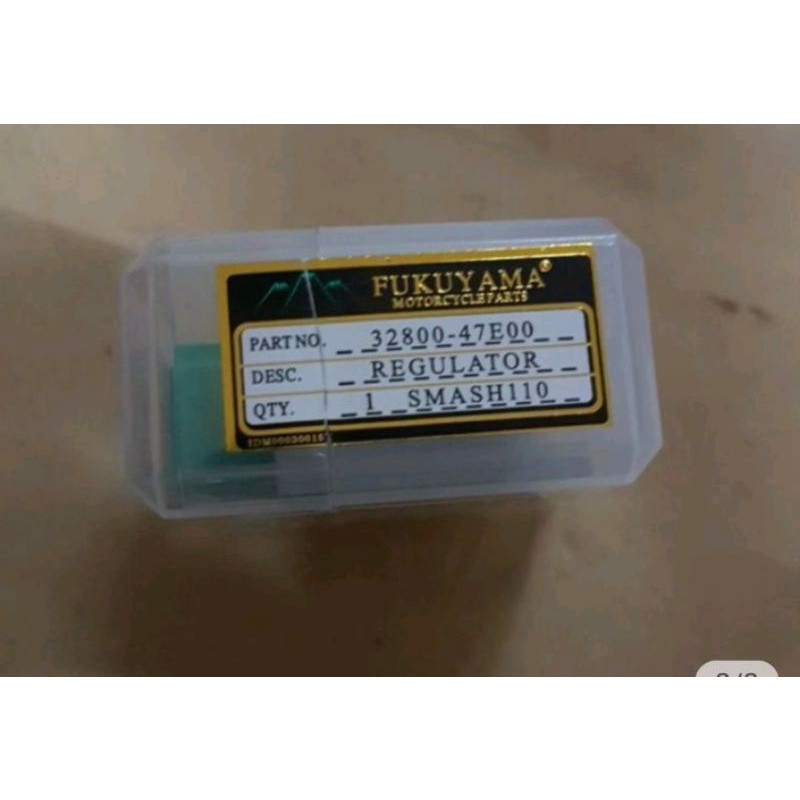 FUKUYAMA®
MOTORCYCLE PARTS
PART NO. 32800-47E00
DESC. REGULATOR
QTY. 1 SMASH110